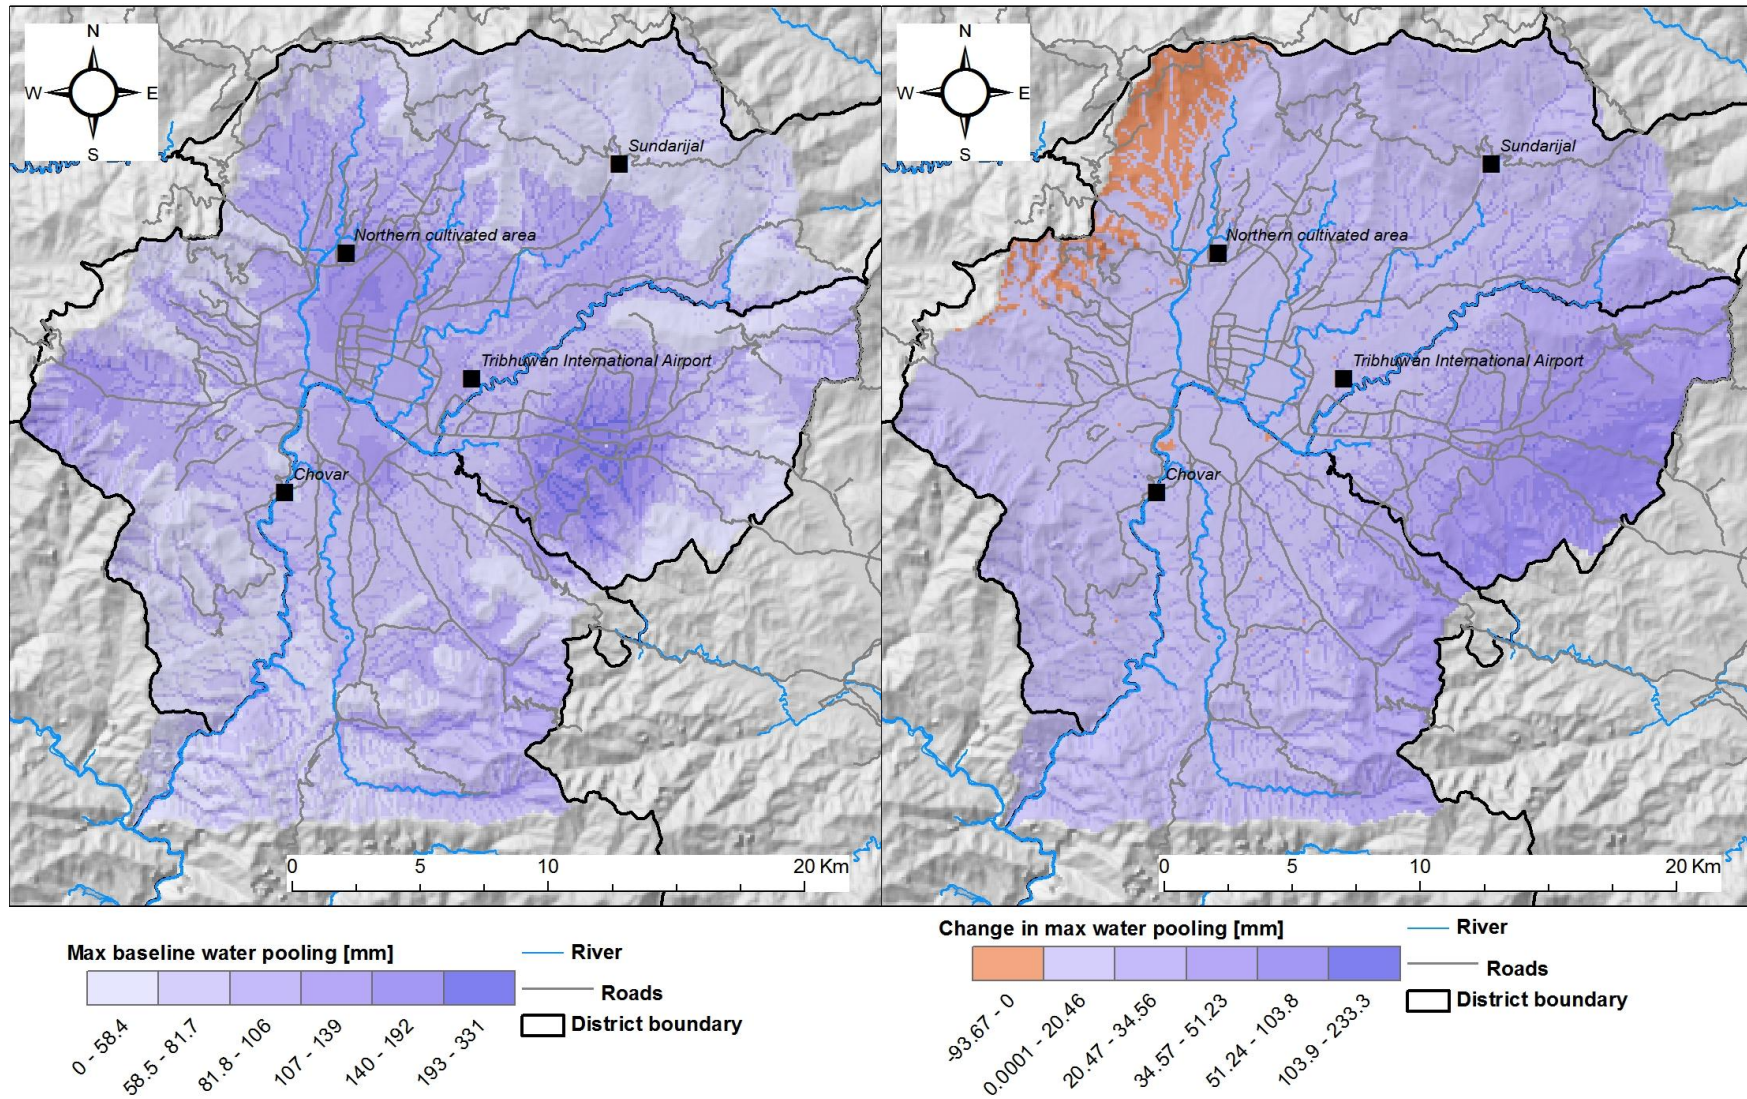 N
W
E
S
Sundarijal
Northern cultivated area
Tribhuwan International Airport
Chovar
0 5 10 20 Km
N
W
E
S
Sundarijal
Northern cultivated area
Tribhuwan International Airport
Chovar
0 5 10 20 Km
Max baseline water pooling [mm]
0 - 58.4
58.5 - 81.7
81.8 - 106
107 - 139
140 - 192
193 - 331
River
Roads
District boundary
Change in max water pooling [mm]
-93.67 - 0
0.0001 - 20.46
20.47 - 34.56
34.57 - 51.23
51.24 - 103.8
103.9 - 233.3
River
Roads
District boundary